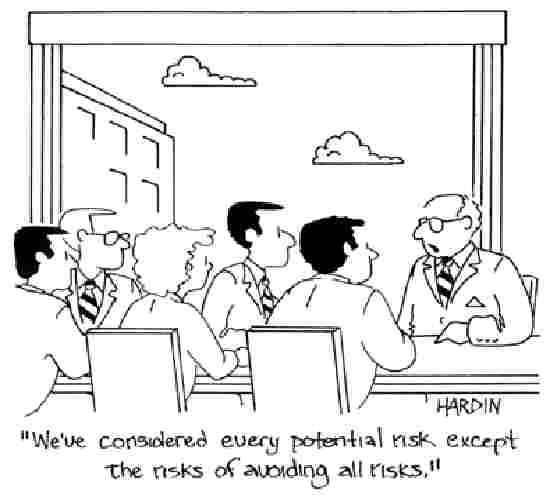 HARDIN
"We've considered every potential risk except
the risks of avoiding all risks."